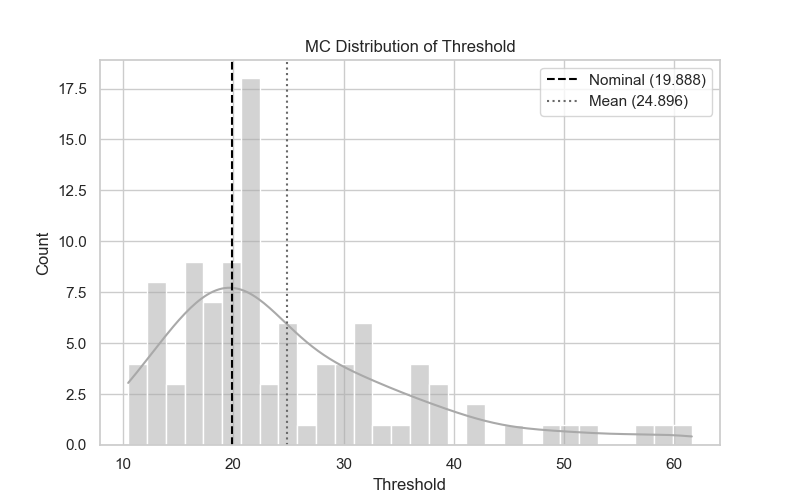 MC Distribution of Threshold
Nominal (19.888)
Mean (24.896)
17.5
15.0
12.5
10.0
7.5
5.0
2.5
0.0
Count
10 20 30 40 50 60
Threshold